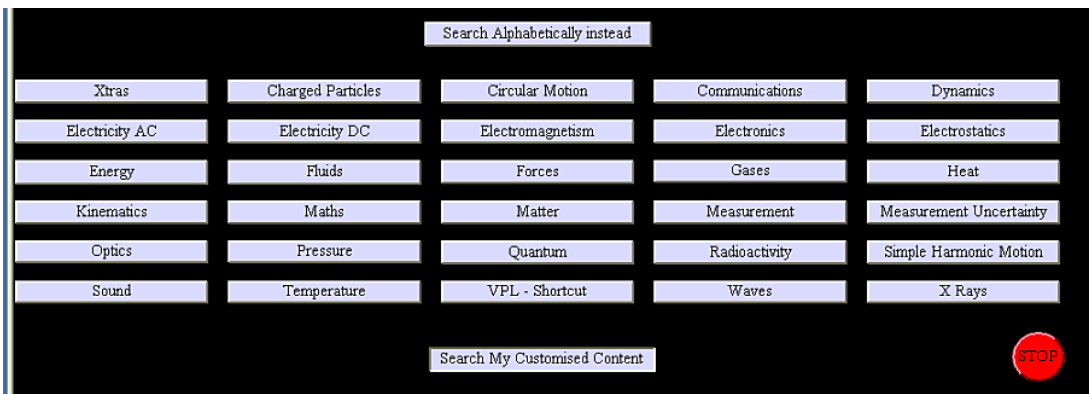 Search Alphabetically instead
Xtras Charged Particles Circular Motion Communications Dynamics
Electricity AC Electricity DC Electromagnetism Electronics Electrostatics
Energy Fluids Forces Gases Heat
Kinematics Maths Matter Measurement Measurement Uncertainty
Optics Pressure Quantum Radioactivity Simple Harmonic Motion
Sound Temperature VPL - Shortcut Waves X Rays
Search My Customised Content STOP